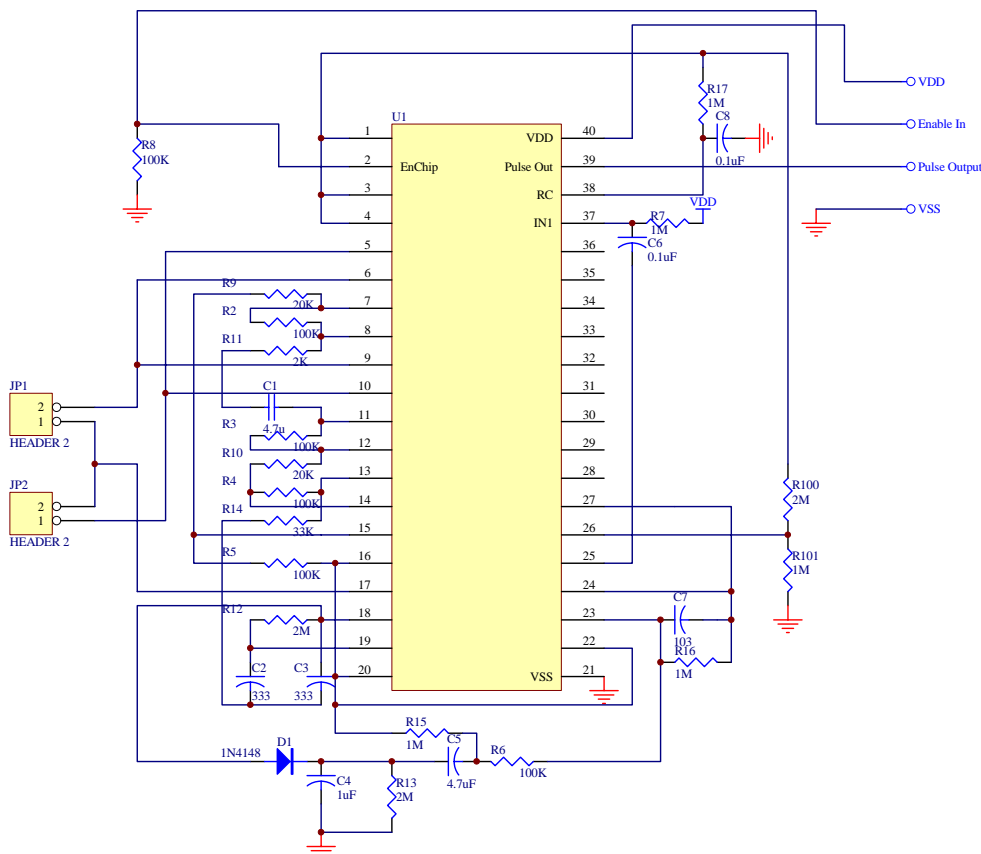 R17
1M
VDD
C8
U1
Enable In
1
VDD
40
R8
100K
0.1uF
2
EnChip
Pulse Out
39
Pulse Output
3
RC
38
VDD
VSS
4
IN1
37
R7
1M
5
36
C6
0.1uF
6
35
R9
20K
7
34
R2
100K
8
33
R11
2K
9
32
JP1
C1
10
31
2
1
4.7u
11
30
R3
100K
HEADER 2
12
29
R10
20K
13
28
R4
100K
JP2
R100
2M
2
1
14
27
R14
33K
15
26
HEADER 2
R5
100K
16
25
R101
1M
17
24
C7
R12
2M
18
23
103
19
22
R16
1M
C2
333
C3
333
20
VSS
21
R15
1M
C5
D1
1N4148
R6
100K
4.7uF
C4
1uF
R13
2M